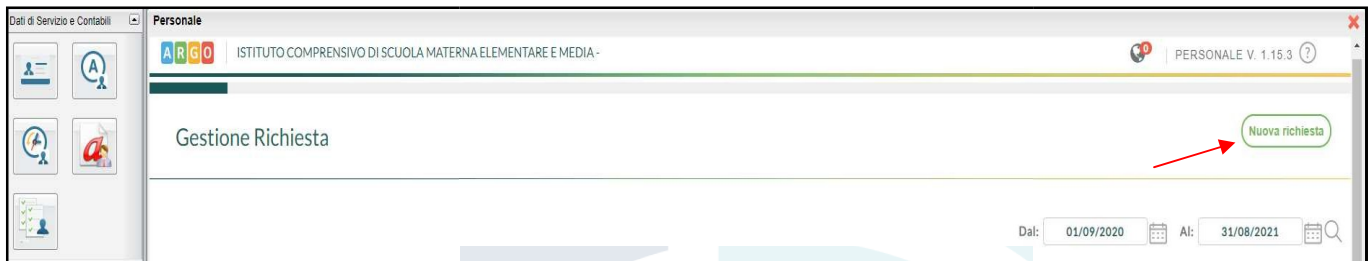 Dati di Servizio e Contabili
Personale
ARGO ISTITUTO COMPRENSIVO DI SCUOLA MATERNA ELEMENTARE E MEDIA -
0 PERSONALE V. 1.15.3 ?
Gestione Richiesta
Nuova richiesta
Dal: 01/09/2020 Al: 31/08/2021